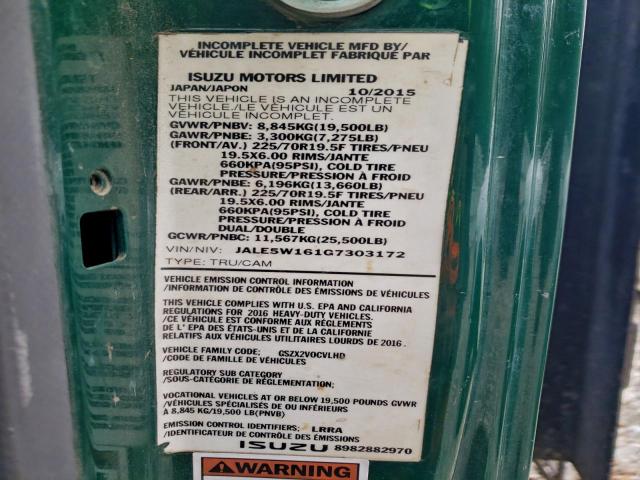 INCOMPLETE VEHICLE MFD BY/
VÉHICULE INCOMPLET FABRIQUÉ PAR
ISUZU MOTORS LIMITED
JAPAN/JAPON 10/2015
THIS VEHICLE IS AN INCOMPLETE
VEHICLE./LE VÉHICULE EST UN
VÉHICULE INCOMPLET.
GVWR/PNBV: 8,845KG(19,500LB)
GAWR/PNBE: 3,300KG(7,275LB)
(FRONT/AV.) 225/70R19.5F TIRES/PNEU
19.5X6.00 RIMS/JANTE
660KPA(95PSI), COLD TIRE
PRESSURE/PRESSION À FROID
GAWR/PNBE: 6,196KG(13,660LB)
(REAR/ARR.) 225/70R19.5F TIRES/PNEU
19.5X6.00 RIMS/JANTE
660KPA(95PSI), COLD TIRE
PRESSURE/PRESSION À FROID
DUAL/DOUBLE
GCWR/PNBC: 11,567KG(25,500LB)
VIN/NIV: JALE5W161G7303172
TYPE: TRU/CAM
VEHICLE EMISSION CONTROL INFORMATION
/INFORMATION DE CONTRÔLE DES ÉMISSIONS DE VÉHICULES
THIS VEHICLE COMPLIES WITH U.S. EPA AND CALIFORNIA
REGULATIONS FOR 2016 HEAVY-DUTY VEHICLES.
/CE VÉHICULE EST CONFORME AUX RÈGLEMENTS
DE L' EPA DES ÉTATS-UNIS ET DE LA CALIFORNIE
RELATIFS AUX VÉHICULES UTILITAIRES LOURDS DE 2016 .
VEHICLE FAMILY CODE: GSZX2VOCVLHD
/CODE DE FAMILLE DE VÉHICULES
REGULATORY SUB CATEGORY
/SOUS-CATÉGORIE DE RÉGLEMENTATION;
VOCATIONAL VEHICLES AT OR BELOW 19,500 POUNDS GVWR
/VÉHICULES SPÉCIALISÉS DE OU INFÉRIEURS
À 8,845 KG/19,500 LB(PNVB)
EMISSION CONTROL IDENTIFIERS: LRRA
/IDENTIFICATEUR DE CONTRÔLE DES ÉMISSIONS
ISUZU 8982882970
WARNING